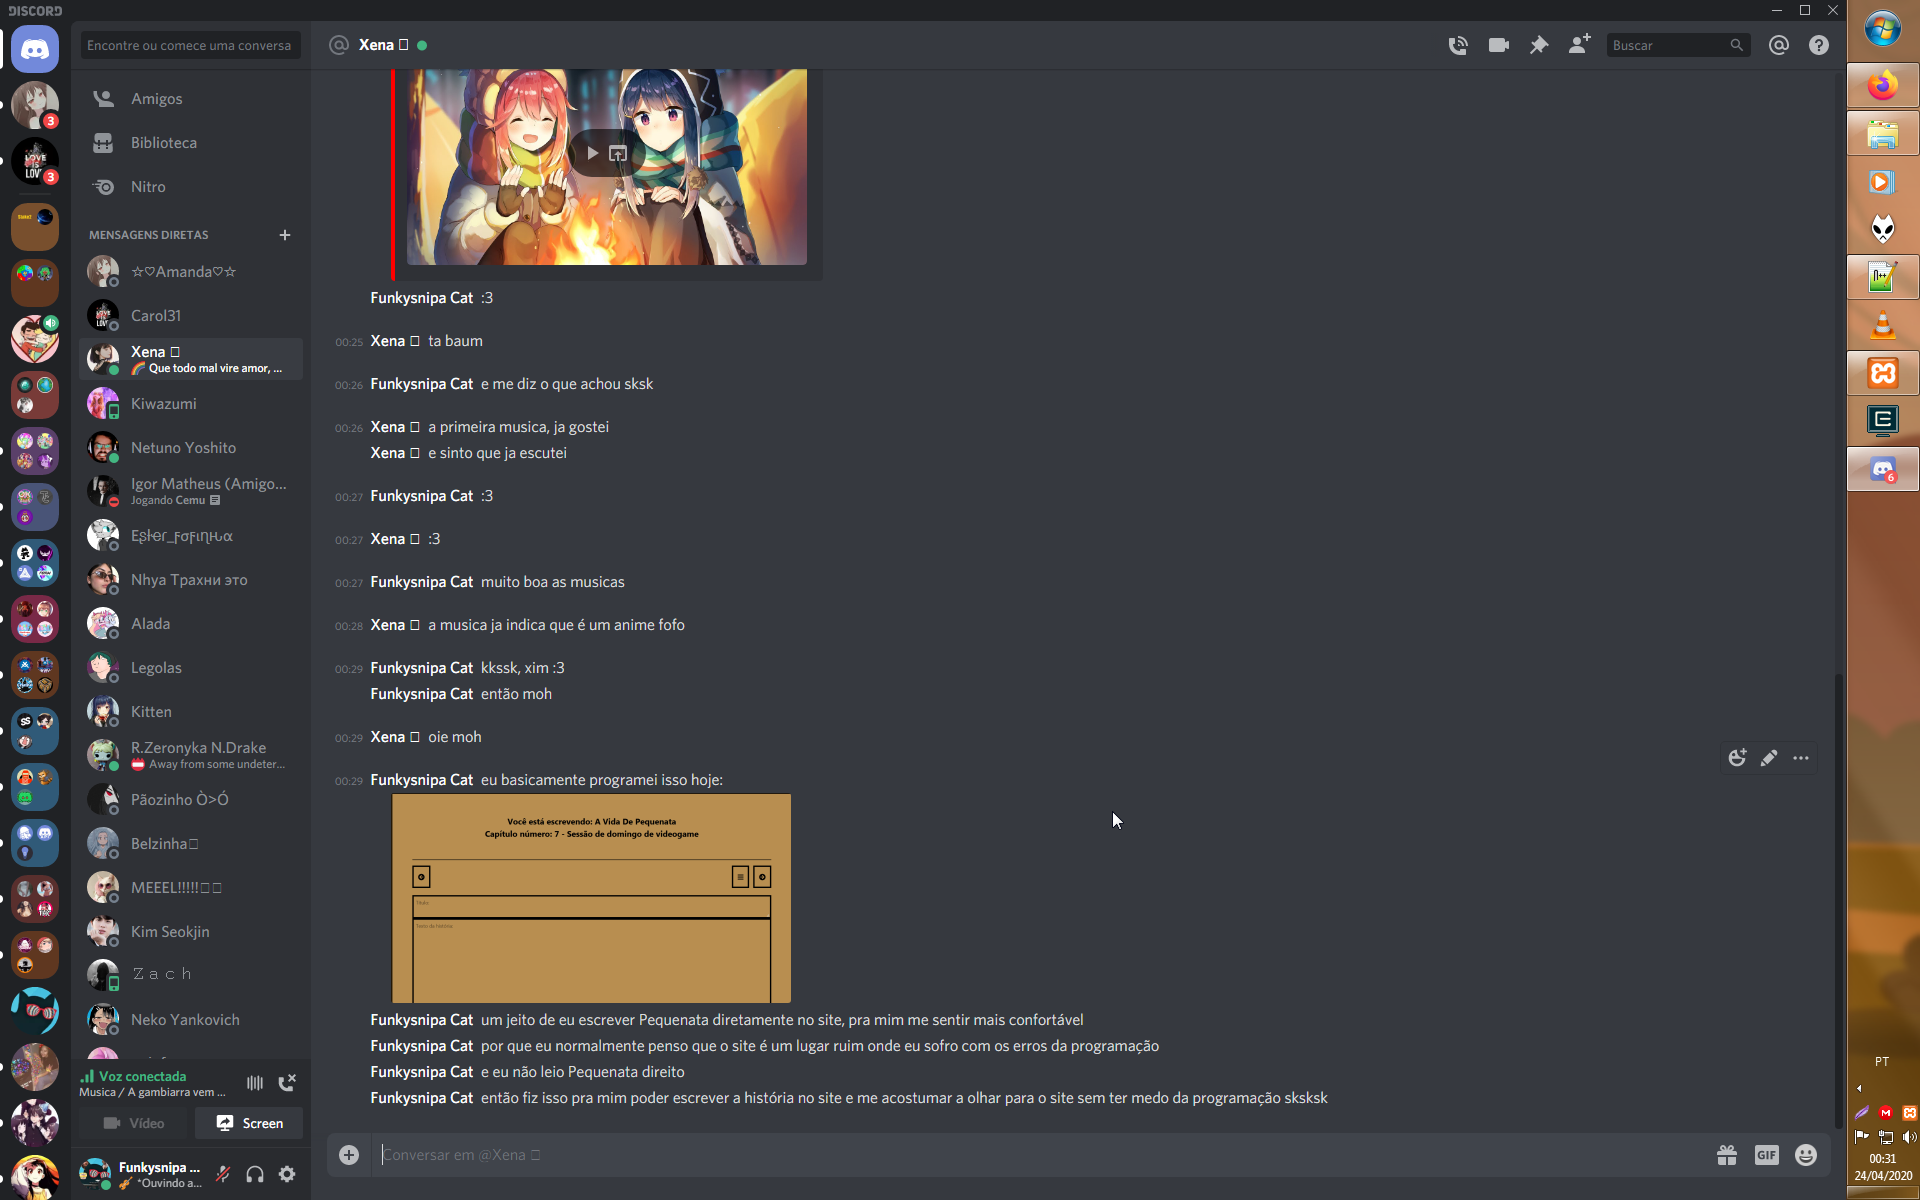 DISCORD
Encontre ou comece uma conversa
Amigos
Biblioteca
Nitro
MENSAGENS DIRETAS
☆♡Amanda♡☆
Carol31
Xena
Que todo mal vire amor, ...
Kiwazumi
Netuno Yoshito
Igor Matheus (Amigo...
Jogando Cemu
Nhya Трахни это
Alada
Legolas
Kitten
R.Zeronyka N.Drake
Away from some undeter...
Pãozinho Ò>Ó
Belzinha
MEEEL!!!!!
Kim Seokjin
Z a c h
Neko Yankovich
Voz conectada
Musica / A gambiarra vem ...
Vídeo
Screen
Funkysnipa ...
*Ouvindo a...
Xena
Buscar
Funkysnipa Cat :3
00:25 Xena ta baum
00:26 Funkysnipa Cat e me diz o que achou sksk
00:26 Xena a primeira musica, ja gostei
Xena e sinto que ja escutei
00:27 Funkysnipa Cat :3
00:27 Xena :3
00:27 Funkysnipa Cat muito boa as musicas
00:28 Xena a musica ja indica que é um anime fofo
00:29 Funkysnipa Cat kkssk, xim :3
Funkysnipa Cat então moh
00:29 Xena oie moh
00:29 Funkysnipa Cat eu basicamente programei isso hoje:
Você está escrevendo: A Vida De Pequenata
Capítulo número: 7 - Sessão de domingo de videogame
Funkysnipa Cat um jeito de eu escrever Pequenata diretamente no site, pra mim me sentir mais confortável
Funkysnipa Cat por que eu normalmente penso que o site é um lugar ruim onde eu sofro com os erros da programação
Funkysnipa Cat e eu não leio Pequenata direito
Funkysnipa Cat então fiz isso pra mim poder escrever a história no site e me acostumar a olhar para o site sem ter medo da programação sksksk
Conversar em @Xena
GIF
PT
00:31
24/04/2020